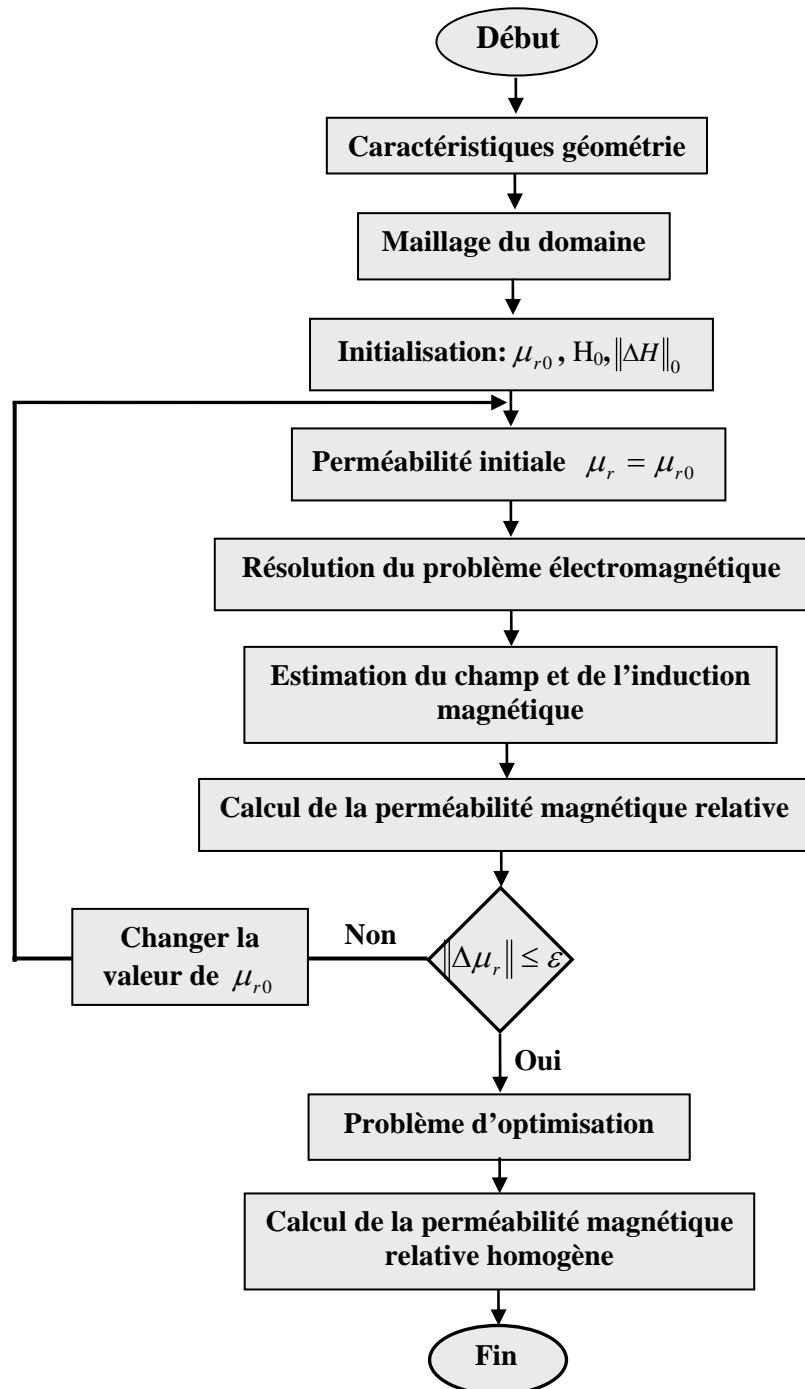 Début
Caractéristiques géométrie
Maillage du domaine
Initialisation: μr0 , H0, ‖ΔH‖0
Perméabilité initiale μr = μr0
Résolution du problème électromagnétique
Estimation du champ et de l’induction
magnétique
Calcul de la perméabilité magnétique relative
Changer la
valeur de μr0
Non
‖Δμr‖ ≤ ε
Oui
Problème d’optimisation
Calcul de la perméabilité magnétique
relative homogène
Fin